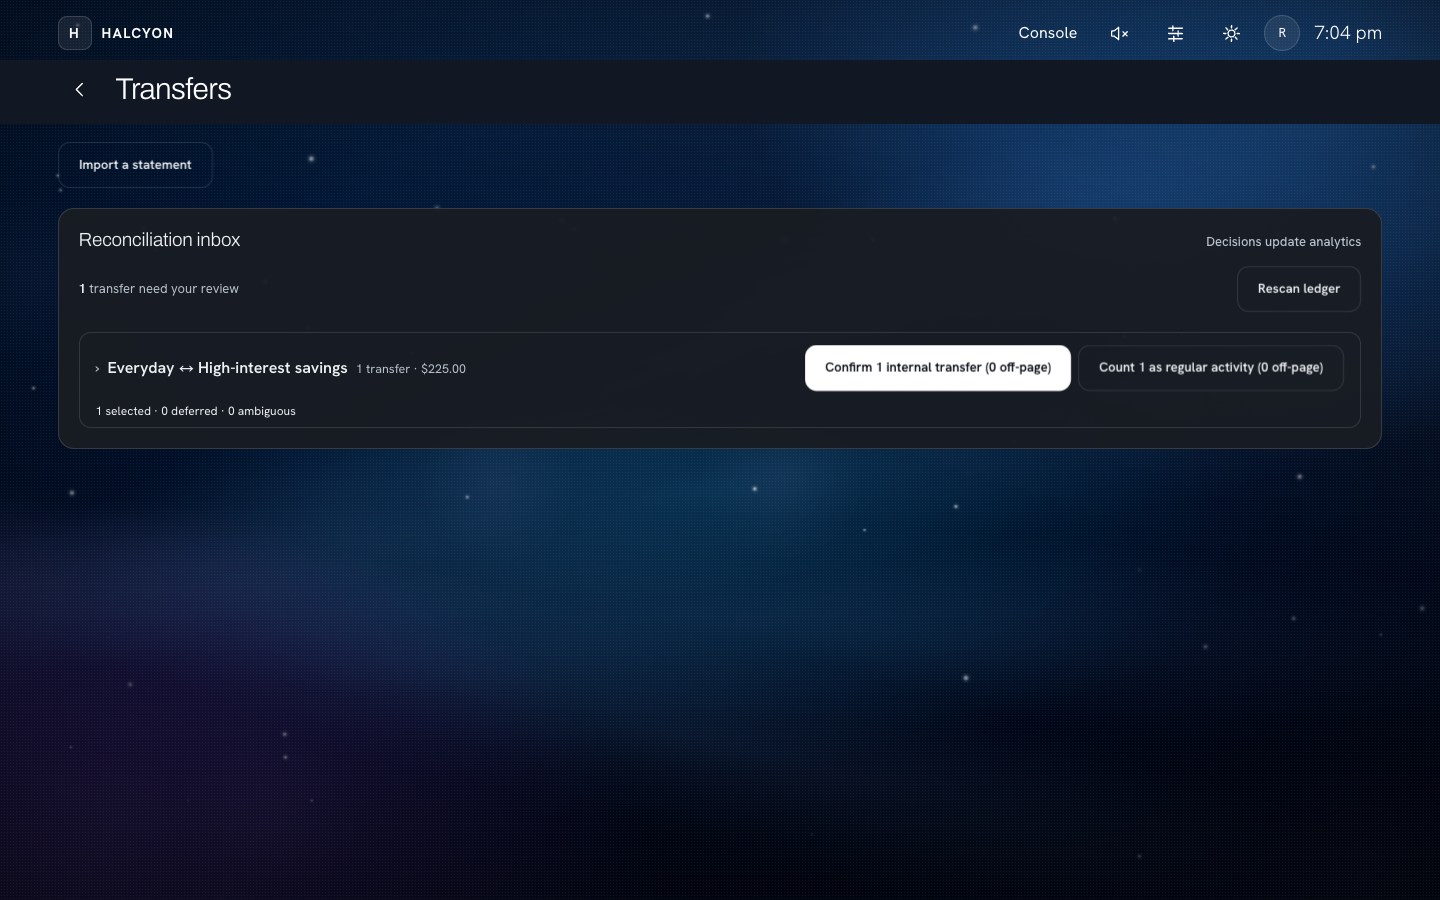 H HALCYON Console R 7:04 pm
Transfers
Import a statement
Reconciliation inbox Decisions update analytics
1 transfer need your review Rescan ledger
› Everyday ↔ High-interest savings 1 transfer · $225.00 Confirm 1 internal transfer (0 off-page) Count 1 as regular activity (0 off-page)
1 selected · 0 deferred · 0 ambiguous